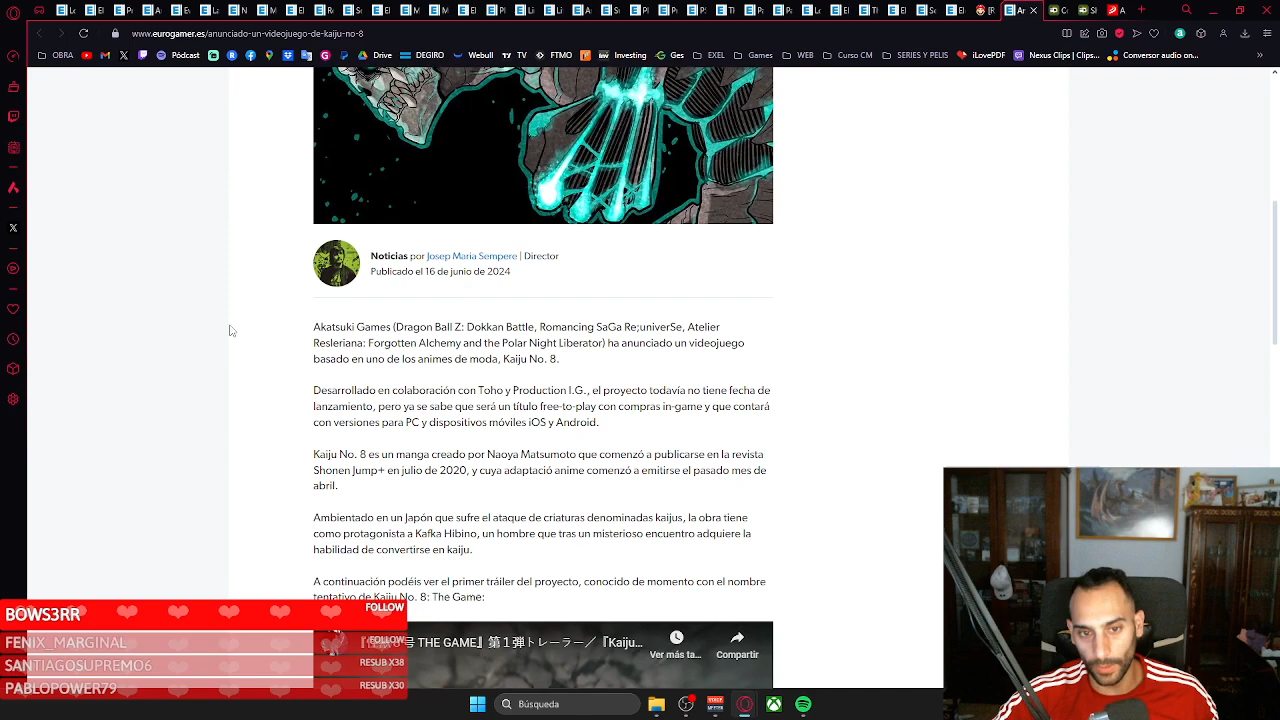 www.eurogamer.es/anunciado-un-videojuego-de-kaiju-no-8
OBRA
Pódcast
Drive
DEGIRO
Webull
TV
FTMO
Investing
Ges
EXEL
Games
WEB
Curso CM
SERIES Y PELIS
iLovePDF
Nexus Clips | Clips...
Conversor audio on...
Noticias por Josep Maria Sempere | Director
Publicado el 16 de junio de 2024
Akatsuki Games (Dragon Ball Z: Dokkan Battle, Romancing SaGa Re;univerSe, Atelier
Resleriana: Forgotten Alchemy and the Polar Night Liberator) ha anunciado un videojuego
basado en uno de los animes de moda, Kaiju No. 8.
Desarrollado en colaboración con Toho y Production I.G., el proyecto todavía no tiene fecha de
lanzamiento, pero ya se sabe que será un título free-to-play con compras in-game y que contará
con versiones para PC y dispositivos móviles iOS y Android.
Kaiju No. 8 es un manga creado por Naoya Matsumoto que comenzó a publicarse en la revista
Shonen Jump+ en julio de 2020, y cuya adaptació anime comenzó a emitirse el pasado mes de
abril.
Ambientado en un Japón que sufre el ataque de criaturas denominadas kaijus, la obra tiene
como protagonista a Kafka Hibino, un hombre que tras un misterioso encuentro adquiere la
habilidad de convertirse en kaiju.
A continuación podéis ver el primer tráiler del proyecto, conocido de momento con el nombre
tentativo de Kaiju No. 8: The Game:
BOWS3RR FOLLOW
FENIX_MARGINAL FOLLOW
SANTIAGOSUPREMO6 RESUB X38
PABLOPOWER79 RESUB X30
号 THE GAME』第1弾トレーラー／『Kaiju...
Ver más ta...
Compartir
Búsqueda